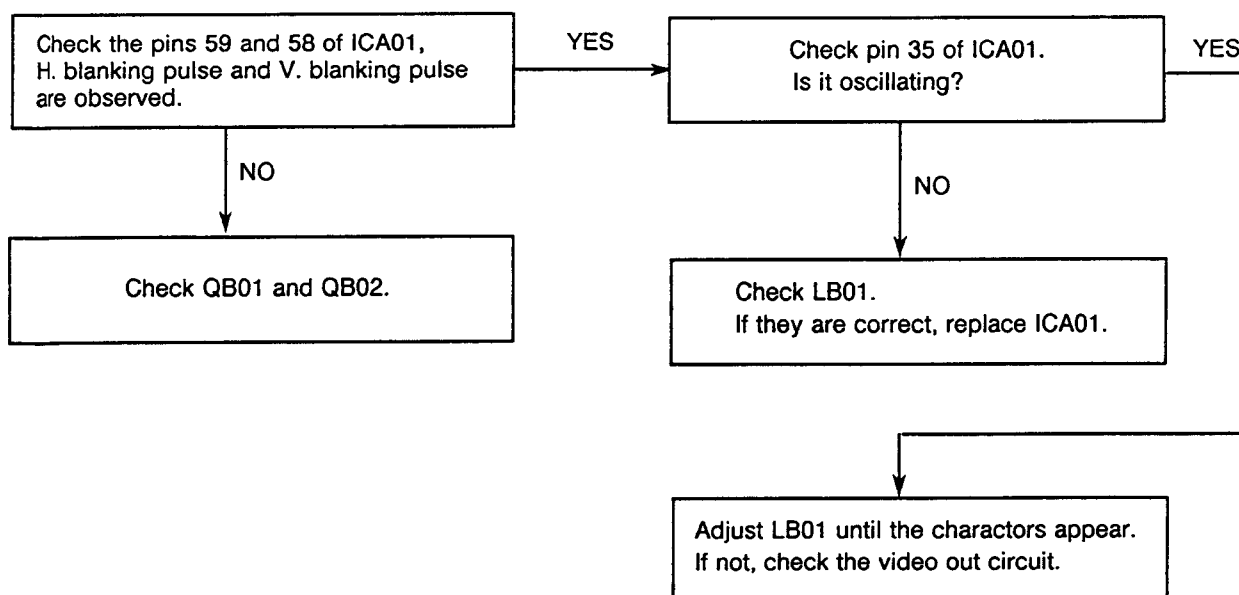 Check the pins 59 and 58 of ICA01,
H. blanking pulse and V. blanking pulse
are observed.
YES
Check pin 35 of ICA01.
Is it oscillating?
YES
NO
NO
Check QB01 and QB02.
Check LB01.
If they are correct, replace ICA01.
Adjust LB01 until the charactors appear.
If not, check the video out circuit.